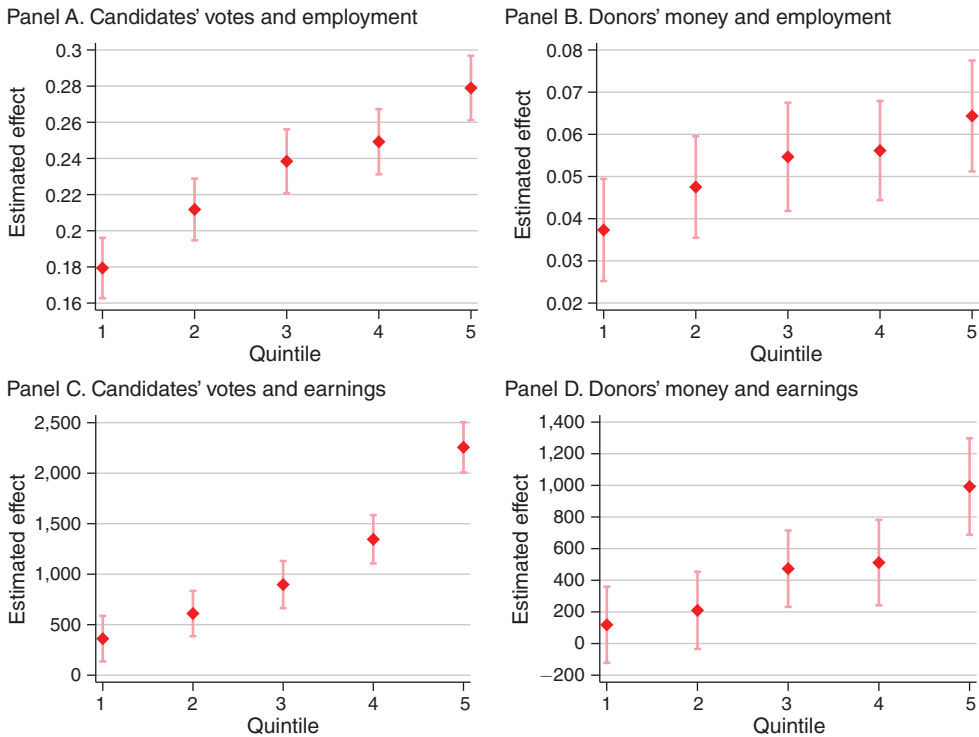 Panel A. Candidates’ votes and employment
Estimated effect
0.3
0.28
0.26
0.24
0.22
0.2
0.18
0.16
1 2 3 4 5
Quintile
Panel B. Donors’ money and employment
Estimated effect
0.08
0.07
0.06
0.05
0.04
0.03
0.02
1 2 3 4 5
Quintile
Panel C. Candidates’ votes and earnings
Estimated effect
2,500
2,000
1,500
1,000
500
0
1 2 3 4 5
Quintile
Panel D. Donors’ money and earnings
Estimated effect
1,400
1,200
1,000
800
600
400
200
0
−200
1 2 3 4 5
Quintile